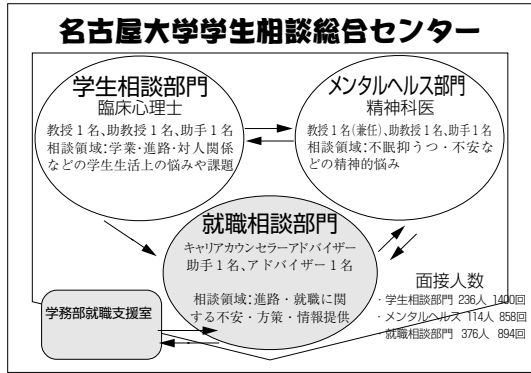 名古屋大学学生相談総合センター
学生相談部門
臨床心理士
教授１名、助教授１名、助手１名
相談領域:学業・進路・対人関係
などの学生生活上の悩みや課題
メンタルヘルス部門
精神科医
教授１名(兼任)、助教授１名、助手１名
相談領域:不眠抑うつ・不安な
どの精神的悩み
就職相談部門
キャリアカウンセラーアドバイザー
助手１名、アドバイザー１名
相談領域:進路・就職に関
する不安・方策・情報提供
学務部就職支援室
面接人数
・学生相談部門 236人 1400回
・メンタルヘルス 114人 858回
・就職相談部門 376人 894回